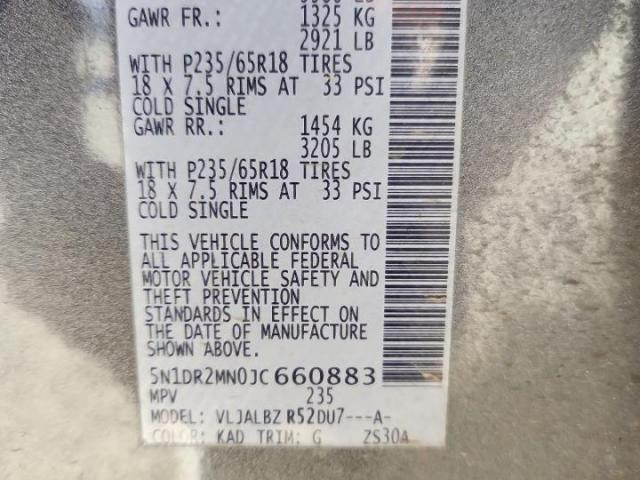 GAWR FR.: 1325 KG
2921 LB
WITH P235/65R18 TIRES
18 X 7.5 RIMS AT 33 PSI
COLD SINGLE
GAWR RR.: 1454 KG
3205 LB
WITH P235/65R18 TIRES
18 X 7.5 RIMS AT 33 PSI
COLD SINGLE
THIS VEHICLE CONFORMS TO
ALL APPLICABLE FEDERAL
MOTOR VEHICLE SAFETY AND
THEFT PREVENTION
STANDARDS IN EFFECT ON
THE DATE OF MANUFACTURE
SHOWN ABOVE.
5N1DR2MN0JC660883
MPV 235
MODEL: VLJALBZ R52DU7---A-
COLOR: KAD TRIM: G ZS30A